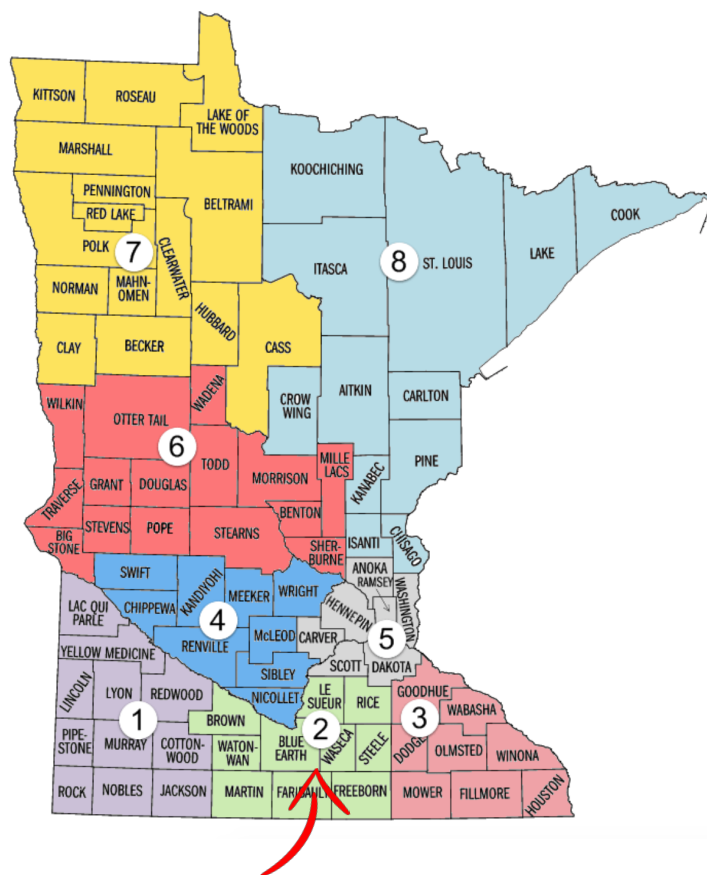 KITTSON
ROSEAU
LAKE OF
THE WOODS
MARSHALL
KOOCHICHING
PENNINGTON
BELTRAMI
RED LAKE
COOK
POLK
7
CLEARWATER
ITASCA
8
ST. LOUIS
LAKE
NORMAN
MAHN-
OMEN
HUBBARD
CLAY
BECKER
CASS
WADENA
CROW
WING
AITKIN
CARLTON
WILKIN
OTTER TAIL
6
TODD
MILLE
LACS
PINE
MORRISON
KANABEC
TRAVERSE
GRANT
DOUGLAS
BENTON
STEVENS
POPE
STEARNS
BIG
STONE
SHER-
BURNE
ISANTI
CHISAGO
SWIFT
KANDIYOHI
MEEKER
WRIGHT
ANOKA
RAMSEY
WASHINGTON
LAC QUI
PARLE
CHIPPEWA
4
HENNEPIN
RENVILLE
McLEOD
CARVER
5
YELLOW MEDICINE
SIBLEY
SCOTT
DAKOTA
LINCOLN
LYON
REDWOOD
NICOLLET
LE
SUEUR
RICE
GOODHUE
WABASHA
1
BROWN
2
3
PIPE-
STONE
MURRAY
COTTON-
WOOD
WATON-
WAN
BLUE
EARTH
WASECA
STEELE
DODGE
OLMSTED
WINONA
ROCK
NOBLES
JACKSON
MARTIN
FARIBAULT
FREEBORN
MOWER
FILLMORE
HOUSTON